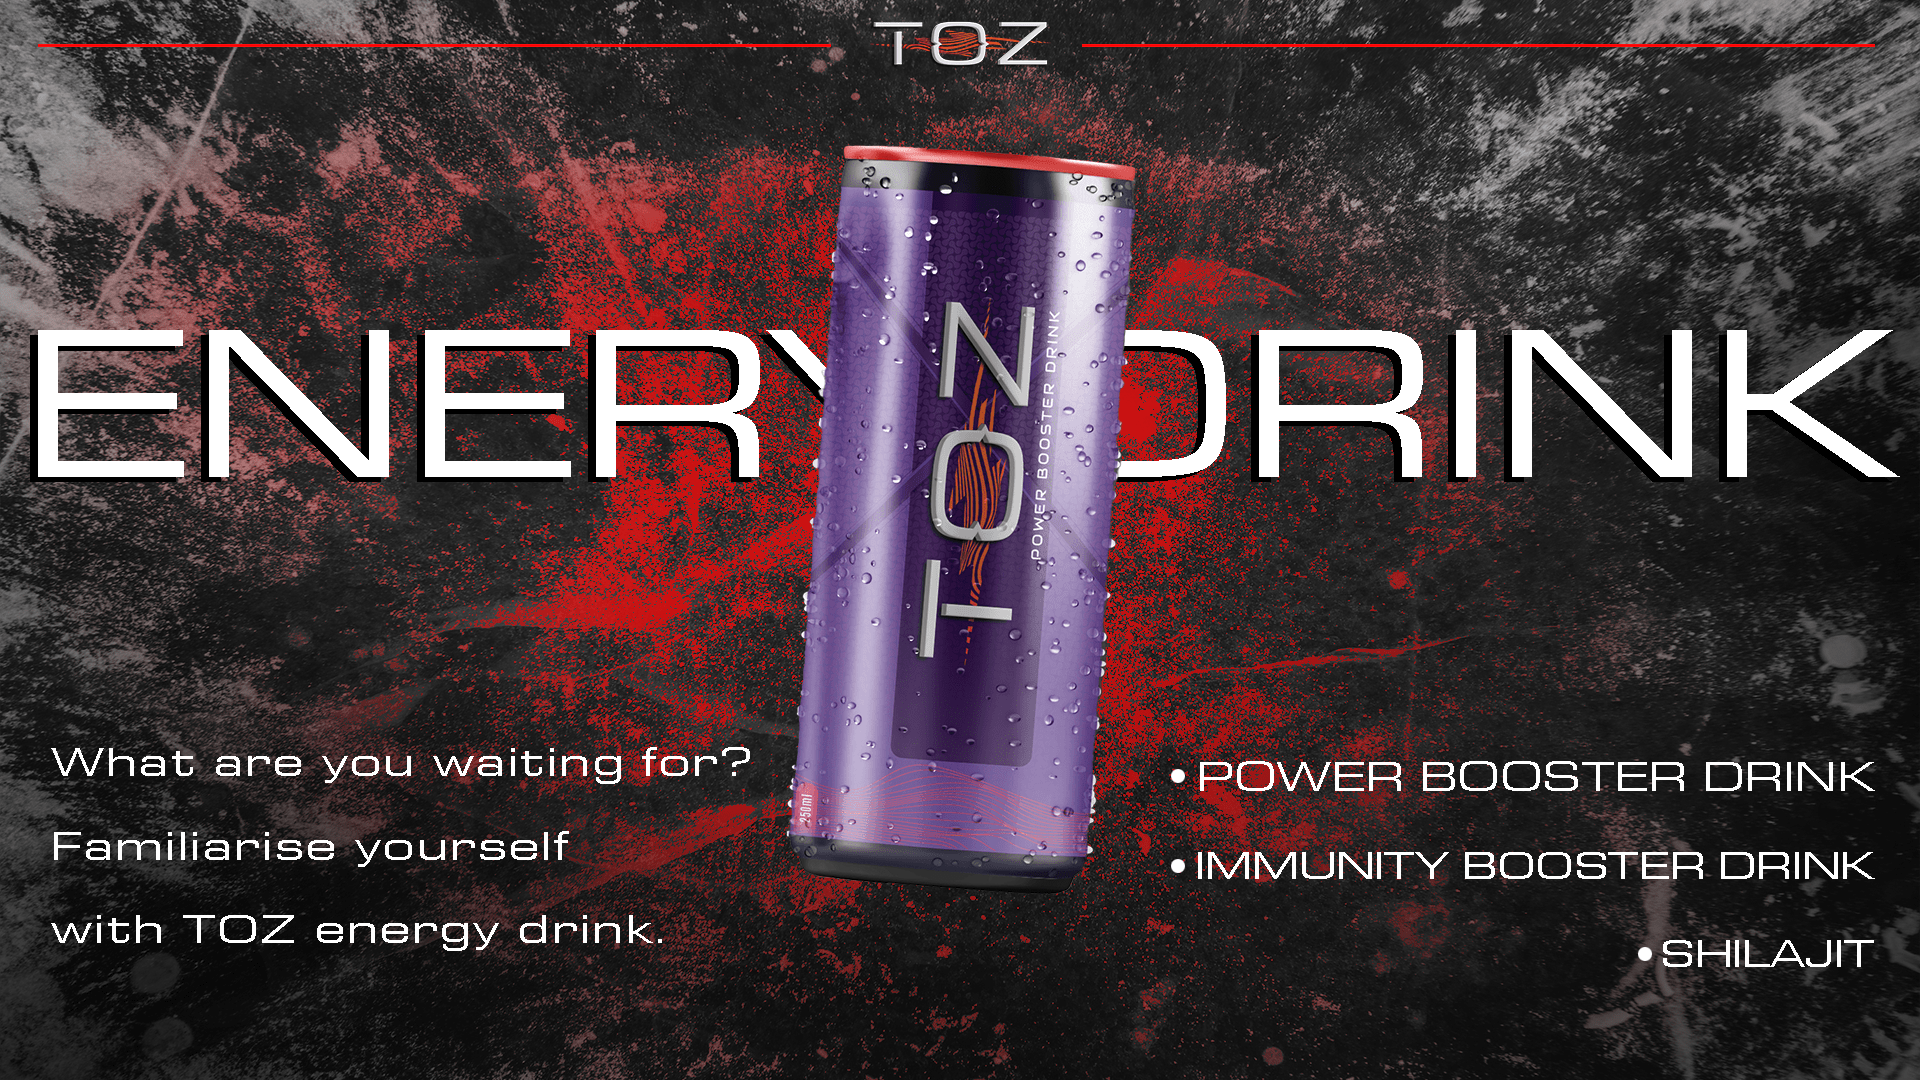 TOZ
ENERY DRINK
TOZ
POWER BOOSTER DRINK
250ml
What are you waiting for?
Familiarise yourself
with TOZ energy drink.
• POWER BOOSTER DRINK
• IMMUNITY BOOSTER DRINK
• SHILAJIT